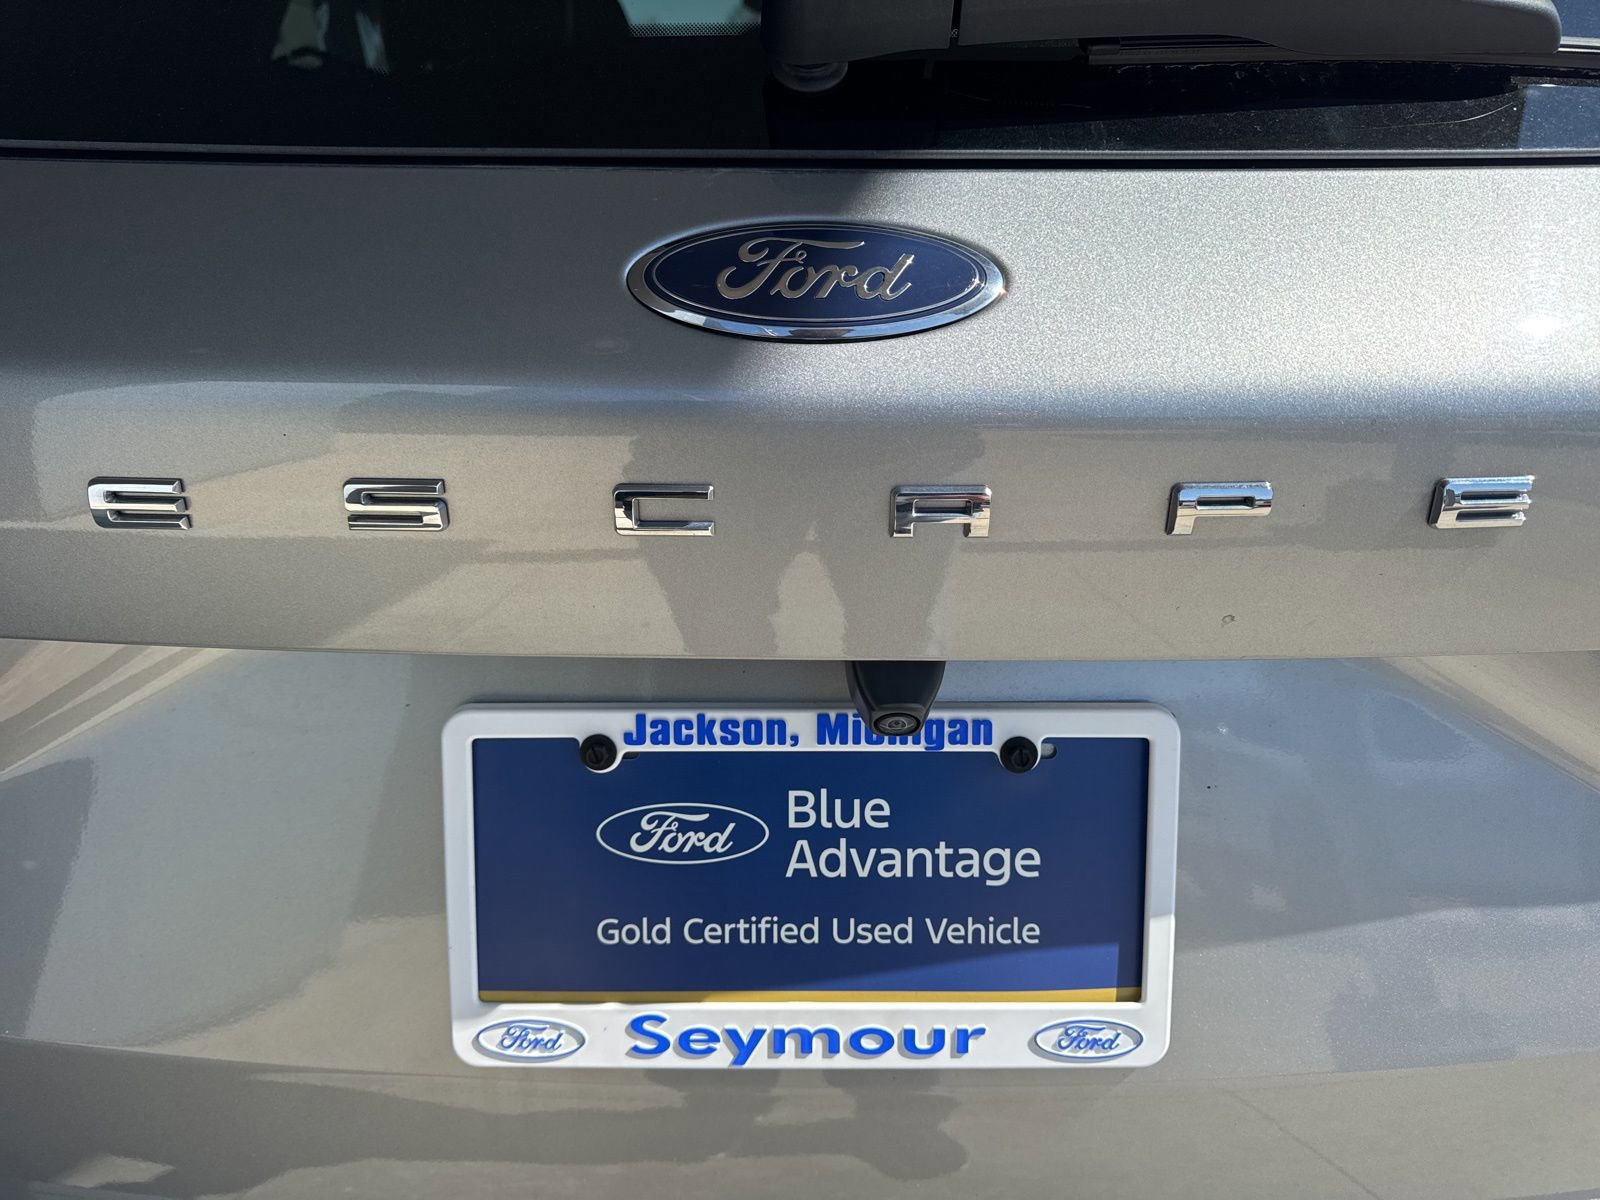 Ford
ESCAPE
Jackson, Michigan
Ford
Blue
Advantage
Gold Certified Used Vehicle
Ford Seymour Ford